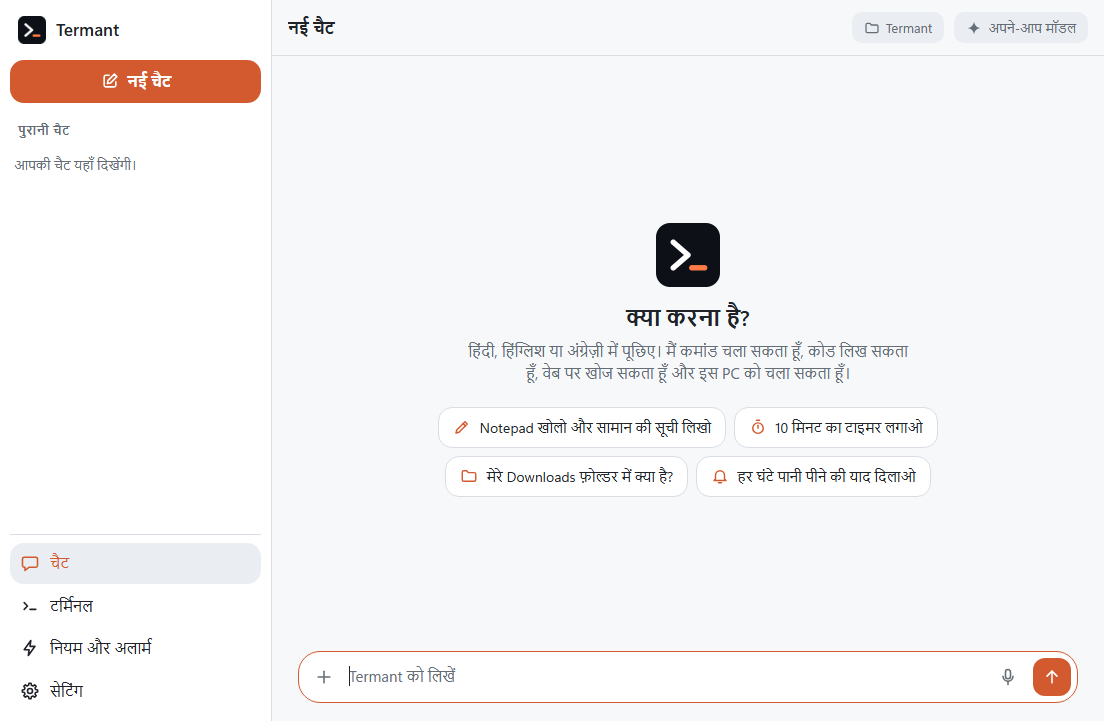 Termant
नई चैट
पुरानी चैट
आपकी चैट यहाँ दिखेंगी।
चैट
टर्मिनल
नियम और अलार्म
सेटिंग
नई चैट
Termant
अपने-आप मॉडल
क्या करना है?
हिंदी, हिंग्लिश या अंग्रेज़ी में पूछिए। मैं कमांड चला सकता हूँ, कोड लिख सकता
हूँ, वेब पर खोज सकता हूँ और इस PC को चला सकता हूँ।
Notepad खोलो और सामान की सूची लिखो
10 मिनट का टाइमर लगाओ
मेरे Downloads फ़ोल्डर में क्या है?
हर घंटे पानी पीने की याद दिलाओ
Termant को लिखें